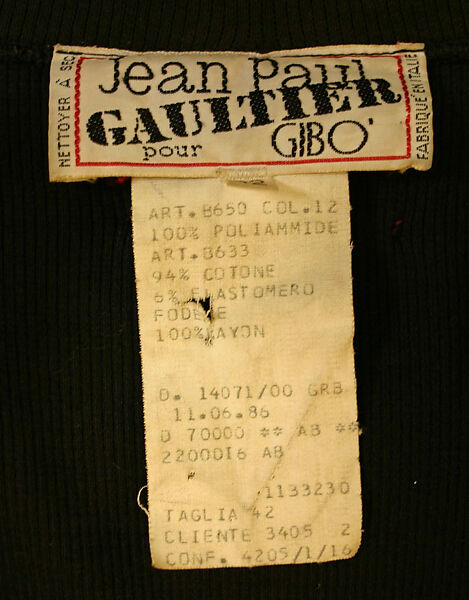 NETTOYER À SEC
Jean Paul
GAULTIER
pour GIBO'
FABRIQUÉ EN ITALIE
ART.B650 COL.12
100% POLIAMMIDE
ART.B633
94% COTONE
6% ELASTOMERO
FODERE
100% RAYON
D. 14071/00 GRB
11.06.86
D 70000 ** AB **
2200016 AB
1133230
TAGLIA 42
CLIENTE 3405 2
CONF. 4205/1/16